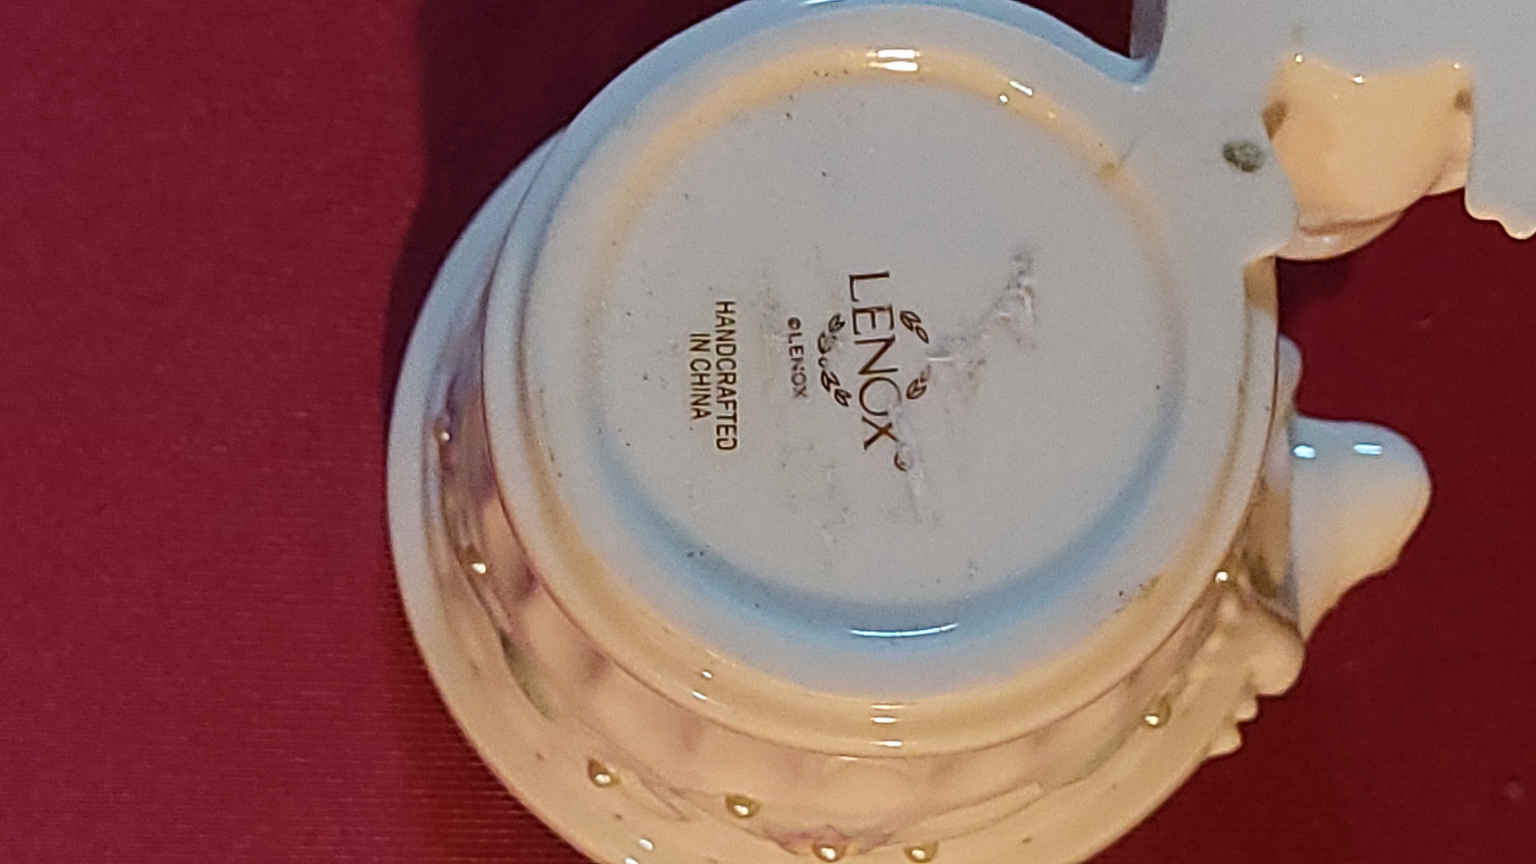 LENOX
©LENOX
HANDCRAFTED
IN CHINA